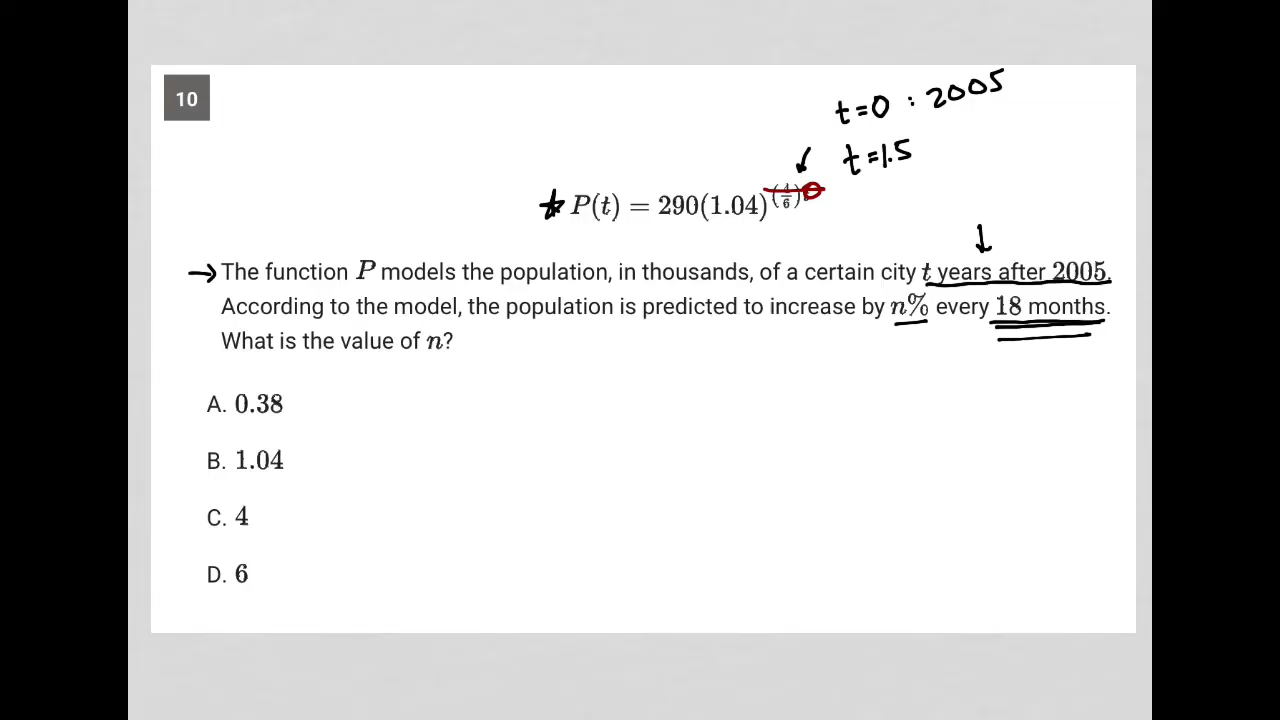 10
t=0 : 2005
t=1.5
P(t) = 290(1.04)^{(4/6)t}
The function P models the population, in thousands, of a certain city t years after 2005.
According to the model, the population is predicted to increase by n% every 18 months.
What is the value of n?
A. 0.38
B. 1.04
C. 4
D. 6